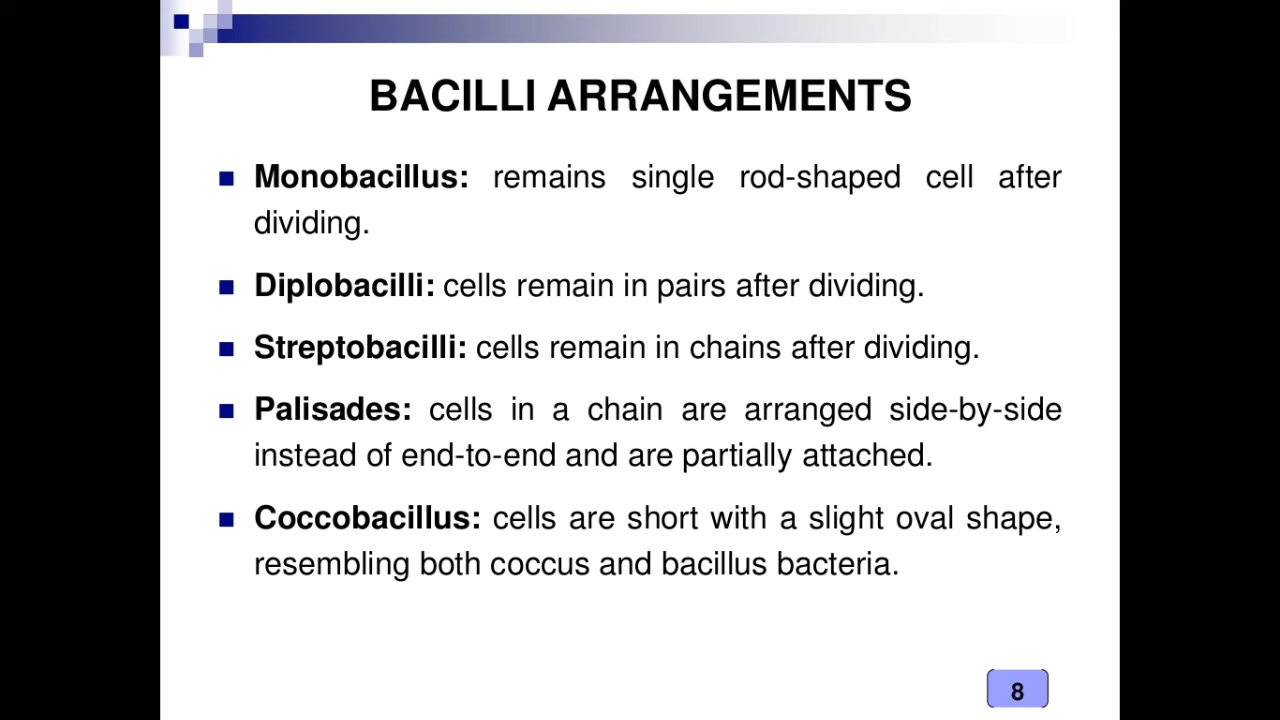 BACILLI ARRANGEMENTS
Monobacillus: remains single rod-shaped cell after
dividing.
Diplobacilli: cells remain in pairs after dividing.
Streptobacilli: cells remain in chains after dividing.
Palisades: cells in a chain are arranged side-by-side
instead of end-to-end and are partially attached.
Coccobacillus: cells are short with a slight oval shape,
resembling both coccus and bacillus bacteria.
8